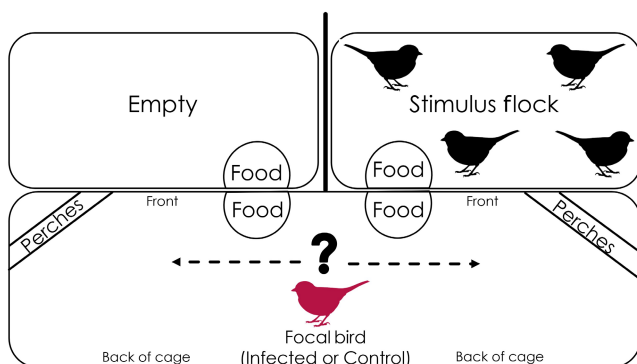 Empty
Stimulus flock
Food
Food
Perches
Front
Food
Food
Front
Perches
?
Focal bird
Back of cage
(Infected or Control)
Back of cage